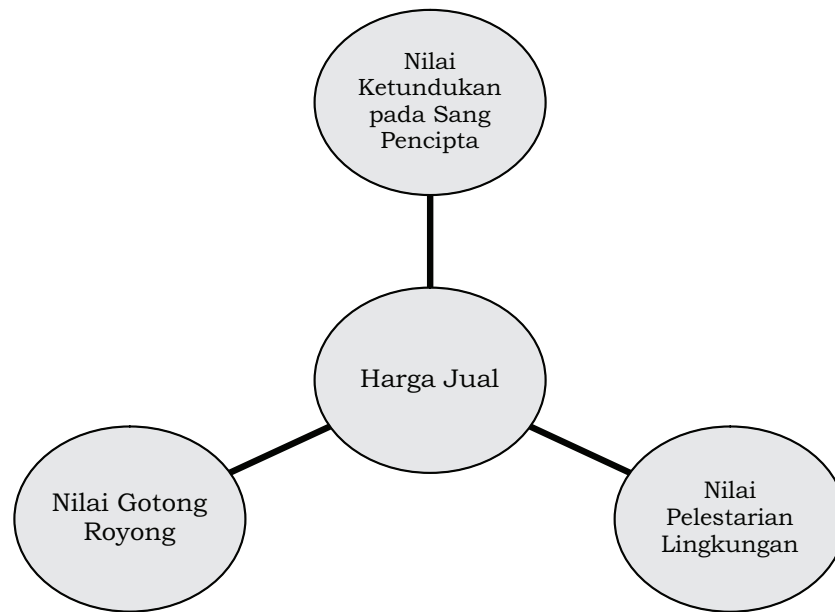 Nilai
Ketundukan
pada Sang
Pencipta
Harga Jual
Nilai Gotong
Royong
Nilai
Pelestarian
Lingkungan